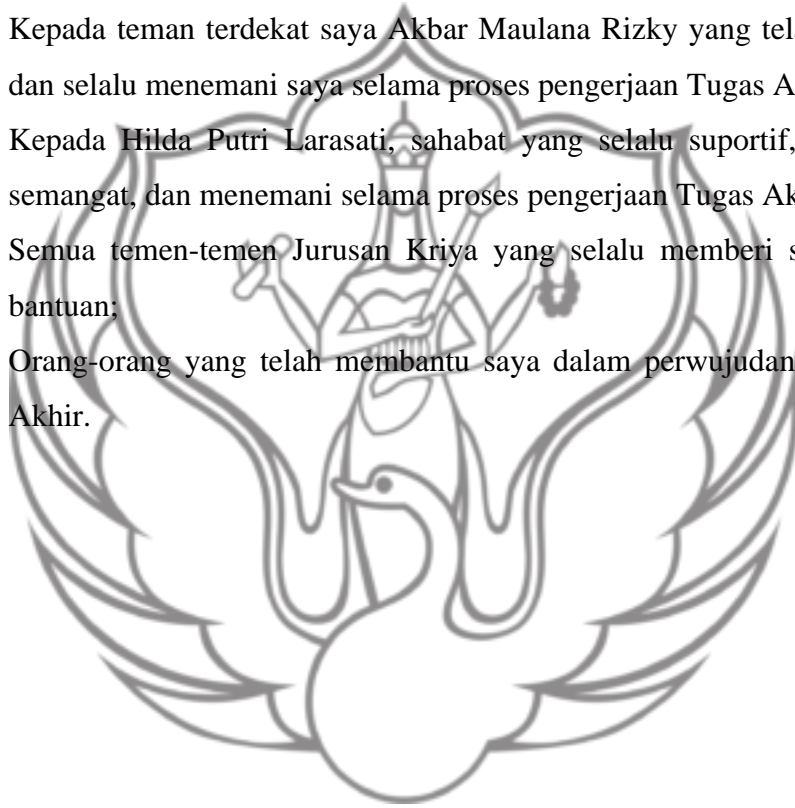 Kepada teman terdekat saya Akbar Maulana Rizky yang tela
dan selalu menemani saya selama proses pengerjaan Tugas A
Kepada Hilda Putri Larasati, sahabat yang selalu suportif,
semangat, dan menemani selama proses pengerjaan Tugas Ak
Semua temen-temen Jurusan Kriya yang selalu memberi s
bantuan;
Orang-orang yang telah membantu saya dalam perwujudan
Akhir.